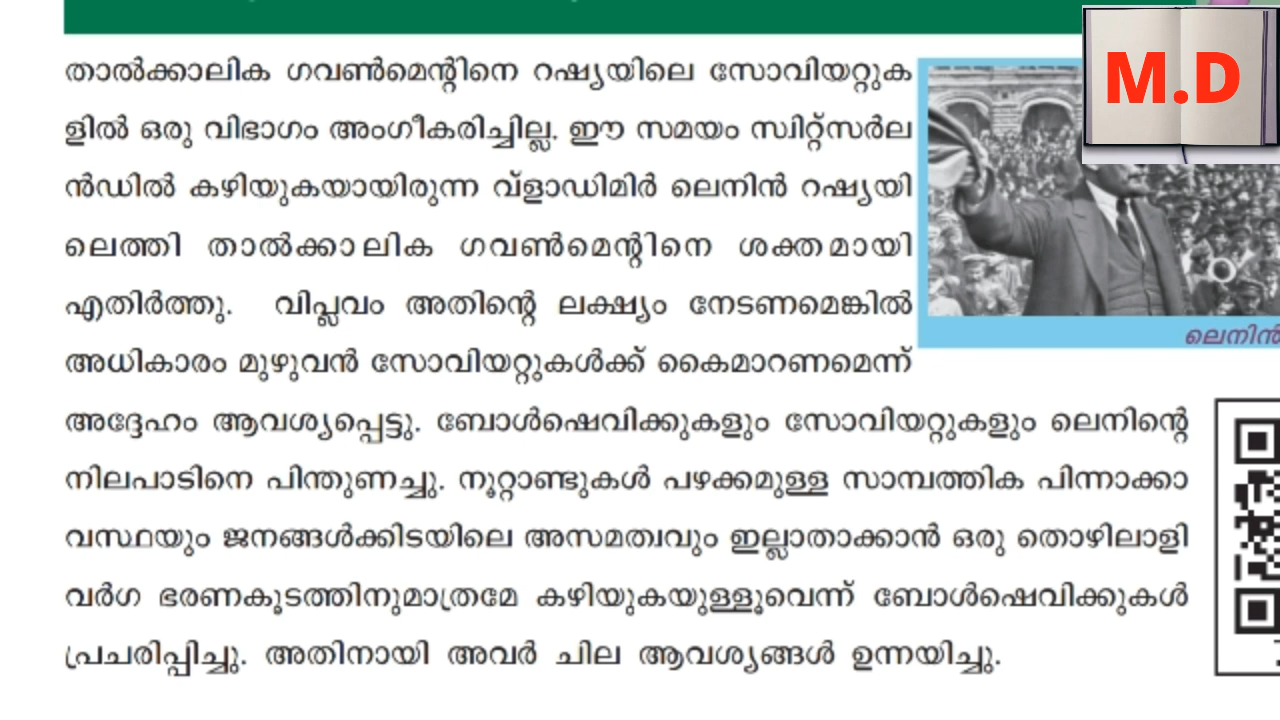 താൽക്കാലിക ഗവൺമെന്റിനെ റഷ്യയിലെ സോവിയറ്റുക
ളിൽ ഒരു വിഭാഗം അംഗീകരിച്ചില്ല. ഈ സമയം സ്വിറ്റ്സർല
ൻഡിൽ കഴിയുകയായിരുന്ന വ്ളാഡിമിർ ലെനിൻ റഷ്യയി
ലെത്തി താൽക്കാലിക ഗവൺമെന്റിനെ ശക്തമായി
എതിർത്തു. വിപ്ലവം അതിന്റെ ലക്ഷ്യം നേടണമെങ്കിൽ
അധികാരം മുഴുവൻ സോവിയറ്റുകൾക്ക് കൈമാറണമെന്ന്
അദ്ദേഹം ആവശ്യപ്പെട്ടു. ബോൾഷെവിക്കുകളും സോവിയറ്റുകളും ലെനിന്റെ
നിലപാടിനെ പിന്തുണച്ചു. നൂറ്റാണ്ടുകൾ പഴക്കമുള്ള സാമ്പത്തിക പിന്നാക്കാ
വസ്ഥയും ജനങ്ങൾക്കിടയിലെ അസമത്വവും ഇല്ലാതാക്കാൻ ഒരു തൊഴിലാളി
വർഗ ഭരണകൂടത്തിനുമാത്രമേ കഴിയുകയുള്ളൂവെന്ന് ബോൾഷെവിക്കുകൾ
പ്രചരിപ്പിച്ചു. അതിനായി അവർ ചില ആവശ്യങ്ങൾ ഉന്നയിച്ചു.
M.D
ലെനിൻ